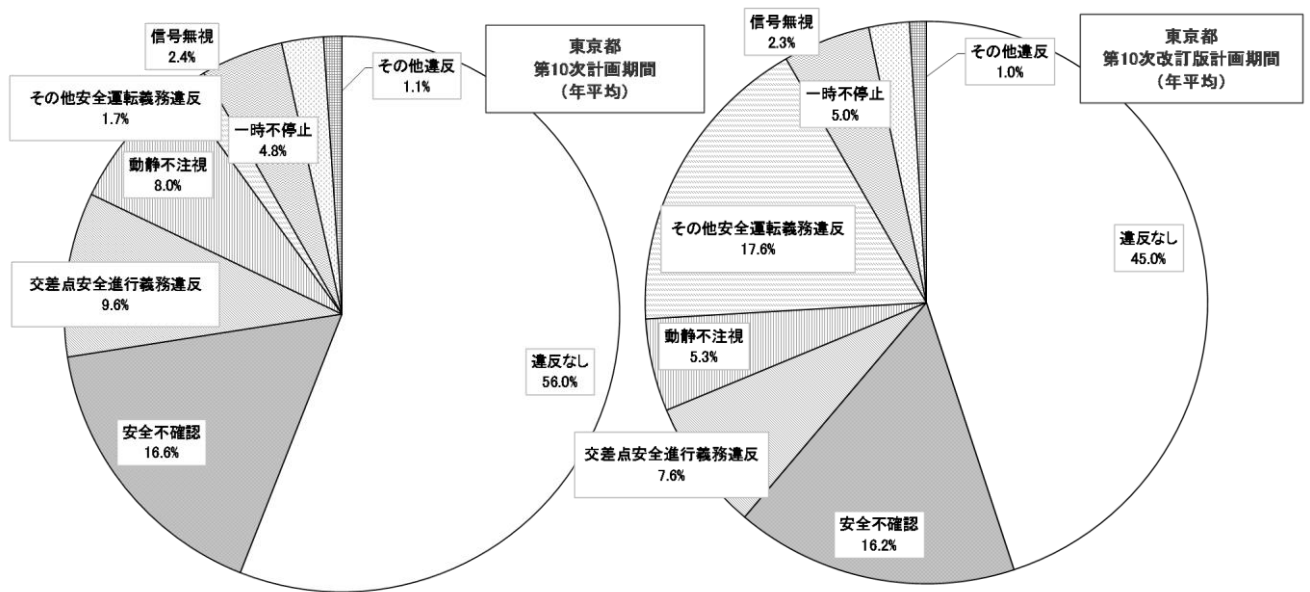 東京都
第10次計画期間
（年平均）
信号無視
2.4%
その他違反
1.1%
その他安全運転義務違反
1.7%
一時不停止
4.8%
動静不注視
8.0%
交差点安全進行義務違反
9.6%
違反なし
56.0%
安全不確認
16.6%
東京都
第10次改訂版計画期間
（年平均）
信号無視
2.3%
その他違反
1.0%
一時不停止
5.0%
その他安全運転義務違反
17.6%
違反なし
45.0%
動静不注視
5.3%
交差点安全進行義務違反
7.6%
安全不確認
16.2%